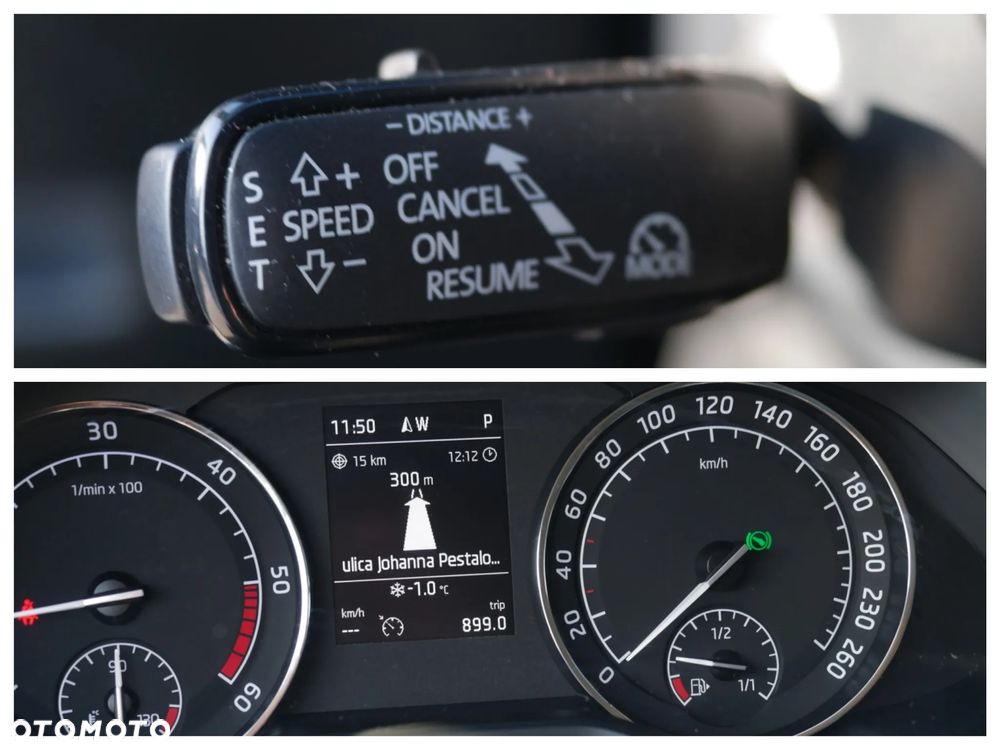 – DISTANCE +
S
E
T
+
SPEED
–
OFF
CANCEL
ON
RESUME
MODE
30
40
50
60
1/min x 100
90
130
11:50 W P
15 km 12:12
300 m
ulica Johanna Pestalo...
-1.0 °C
km/h
---
trip
899.0
0
20
40
60
80
100
120
140
160
180
200
230
260
km/h
1/2
1/1
OTOMOTO